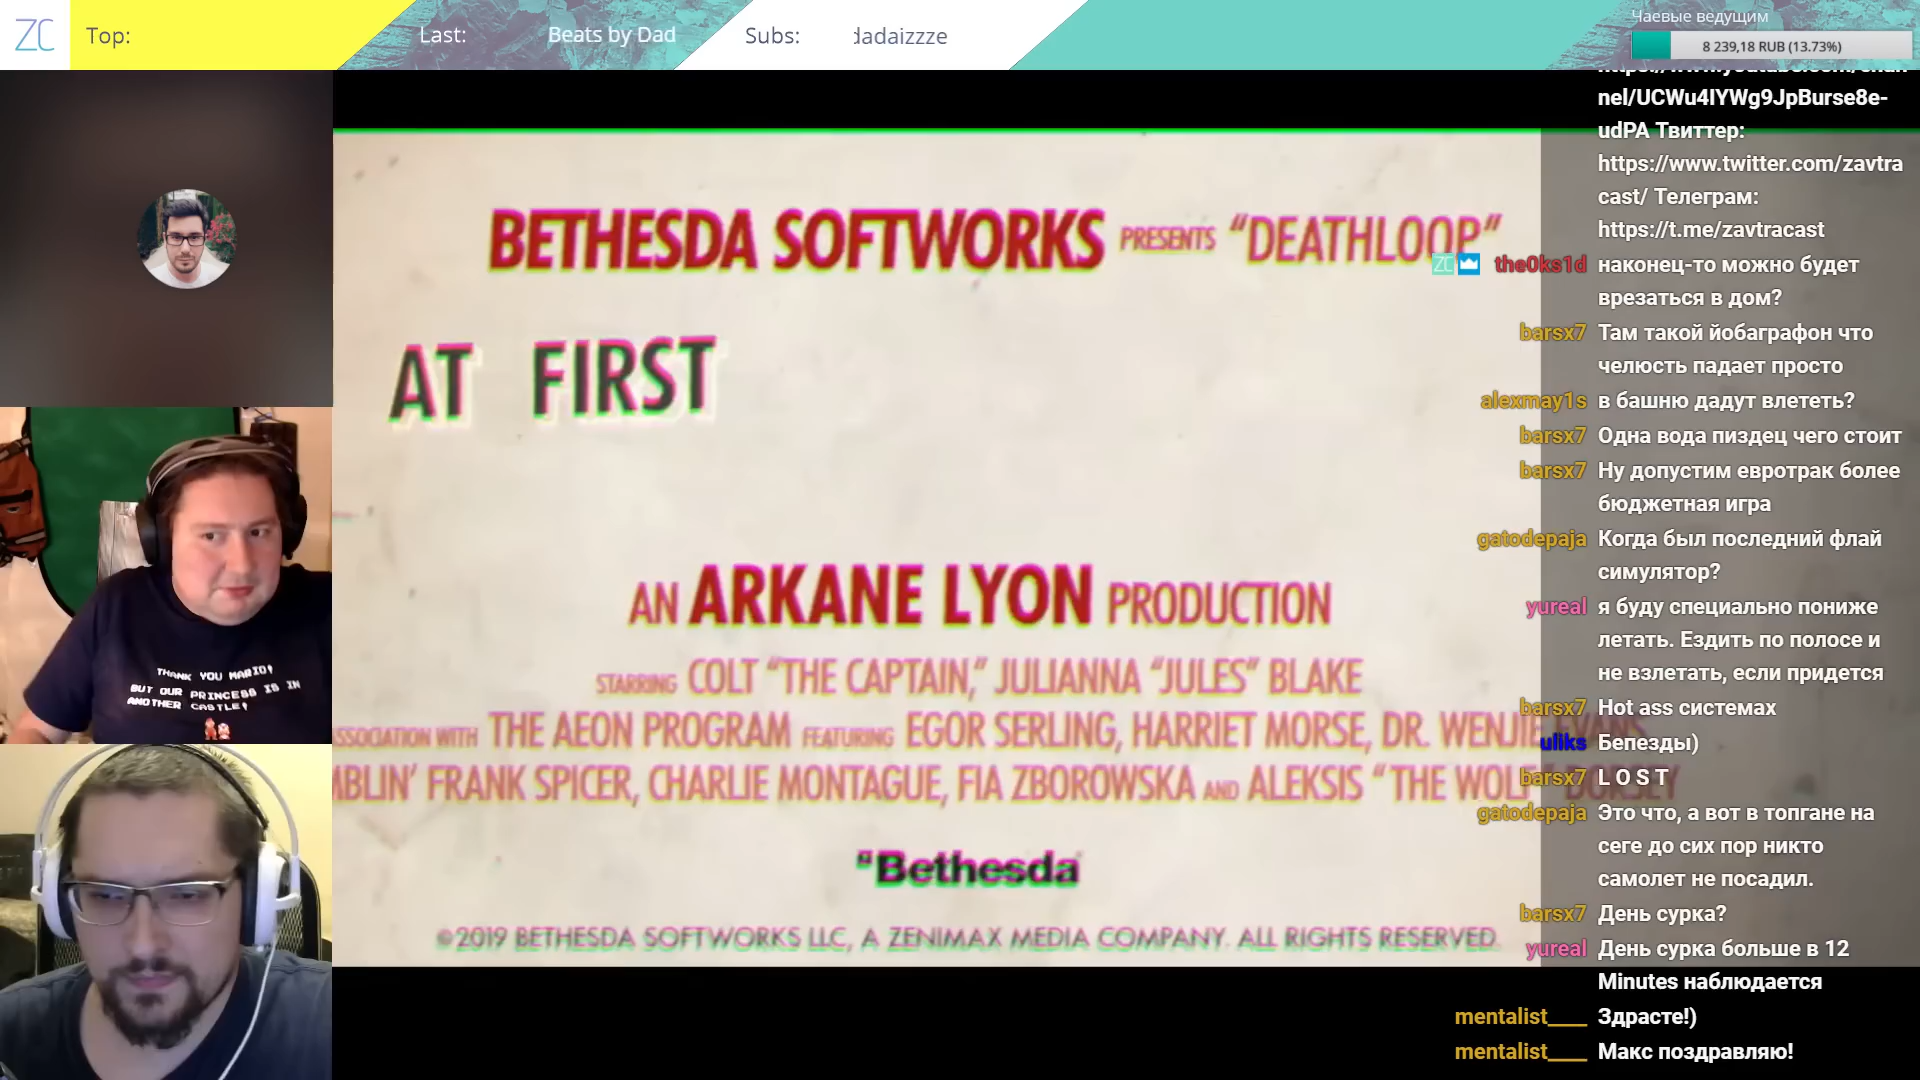 ZC
Top:
Last:
Beats by Dad
Subs:
dadaizzze
Чаевые ведущим
8 239,18 RUB (13.73%)
nel/UCWu4lYWg9JpBurse8e-
udPA Твиттер:
https://www.twitter.com/zavtra
cast/ Телеграм:
https://t.me/zavtracast
ZC the0ks1d наконец-то можно будет
врезаться в дом?
barsx7 Там такой йобаграфон что
челюсть падает просто
alexmay1s в башню дадут влететь?
barsx7 Одна вода пиздец чего стоит
barsx7 Ну допустим евротрак более
бюджетная игра
gatodepaja Когда был последний флай
симулятор?
yureal я буду специально пониже
летать. Ездить по полосе и
не взлетать, если придется
barsx7 Hot ass системах
uliks Бепезды)
barsx7 L O S T
gatodepaja Это что, а вот в топгане на
сеге до сих пор никто
самолет не посадил.
barsx7 День сурка?
yureal День сурка больше в 12
Minutes наблюдается
mentalist____ Здрасте!)
mentalist____ Макс поздравляю!
BETHESDA SOFTWORKS PRESENTS "DEATHLOOP"
AT FIRST
AN ARKANE LYON PRODUCTION
STARRING COLT "THE CAPTAIN," JULIANNA "JULES" BLAKE
SSOCIATION WITH THE AEON PROGRAM FEATURING EGOR SERLING, HARRIET MORSE, DR. WENJIE EVANS
MBLIN' FRANK SPICER, CHARLIE MONTAGUE, FIA ZBOROWSKA AND ALEKSIS "THE WOLF" DORSEY
Bethesda
©2019 BETHESDA SOFTWORKS LLC, A ZENIMAX MEDIA COMPANY. ALL RIGHTS RESERVED.
THANK YOU MARIO!
BUT OUR PRINCESS IS IN
ANOTHER CASTLE!